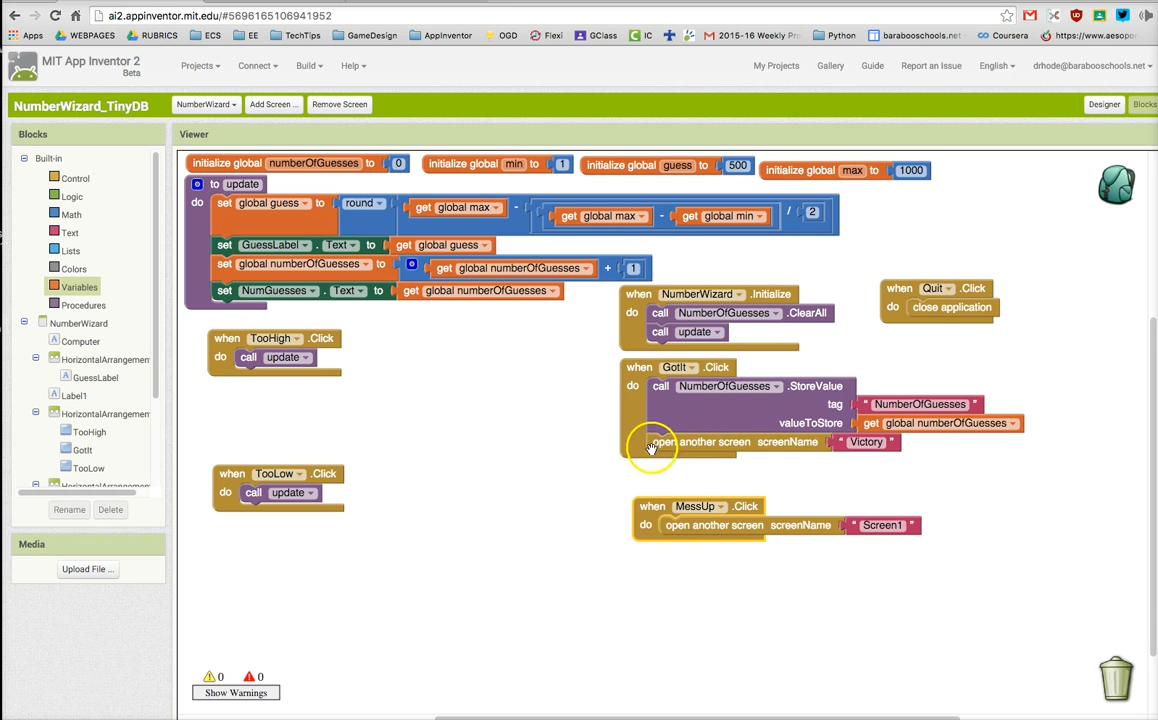 ai2.appinventor.mit.edu/#5696165106941952
Apps WEBPAGES RUBRICS ECS EE TechTips GameDesign AppInventor OGD Flexi GClass IC 2015-16 Weekly Python baraboschools.net Coursera https://www.aesopor
MIT App Inventor 2
Beta
Projects Connect Build Help My Projects Gallery Guide Report an Issue English drhode@baraboschools.net
NumberWizard_TinyDB NumberWizard Add Screen ... Remove Screen Designer Blocks
Blocks Viewer
Built-in
Control
Logic
Math
Text
Lists
Colors
Variables
Procedures
NumberWizard
Computer
HorizontalArrangemen
GuessLabel
Label1
HorizontalArrangemen
TooHigh
GotIt
TooLow
HorizontalArrangemen
Rename Delete
Media
Upload File ...
initialize global numberOfGuesses to 0 initialize global min to 1 initialize global guess to 500 initialize global max to 1000
to update
do set global guess to round get global max - get global max - get global min / 2
set GuessLabel . Text to get global guess
set global numberOfGuesses to get global numberOfGuesses + 1
set NumGuesses . Text to get global numberOfGuesses
when NumberWizard .Initialize
do call NumberOfGuesses .ClearAll
call update
when Quit .Click
do close application
when TooHigh .Click
do call update
when GotIt .Click
do call NumberOfGuesses .StoreValue
tag " NumberOfGuesses "
valueToStore get global numberOfGuesses
open another screen screenName " Victory "
when TooLow .Click
do call update
when MessUp .Click
do open another screen screenName " Screen1 "
0 0
Show Warnings